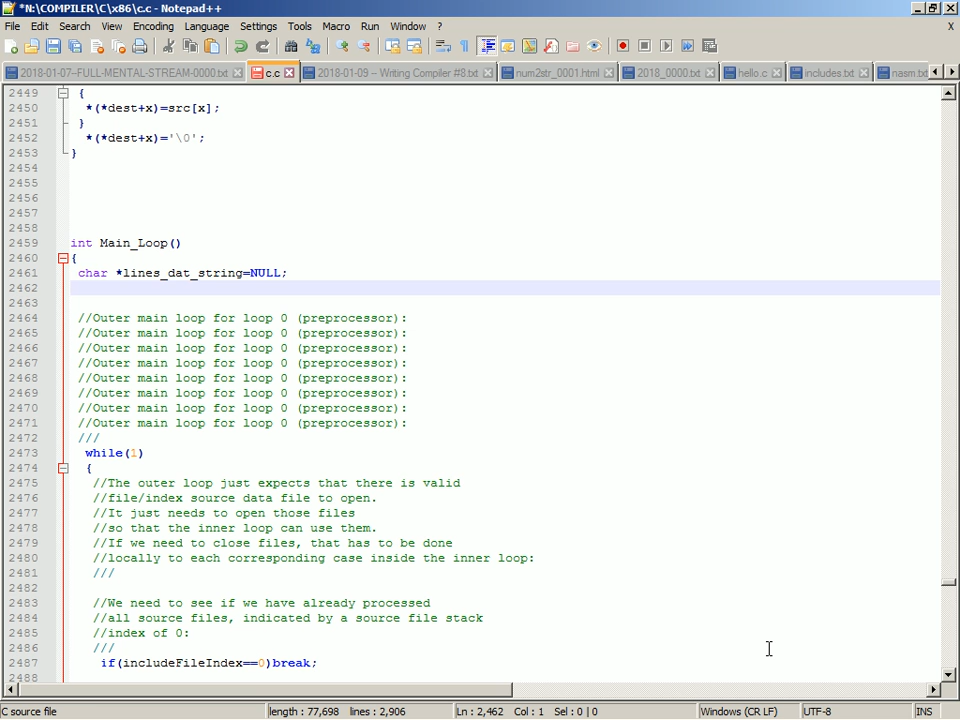 *N:\COMPILER\C\x86\c.c - Notepad++
File Edit Search View Encoding Language Settings Tools Macro Run Window ? X
2018-01-07-FULL-MENTAL-STREAM-0000.txt c.c 2018-01-09 – Writing Compiler #8.txt num2str_0001.html 2018_0000.txt hello.c includes.txt nasm.txt
2449 {
2450 *(*dest+x)=src[x];
2451 }
2452 *(*dest+x)='\0';
2453 }
2454
2455
2456
2457
2458
2459 int Main_Loop()
2460 {
2461 char *lines_dat_string=NULL;
2462
2463
2464 //Outer main loop for loop 0 (preprocessor):
2465 //Outer main loop for loop 0 (preprocessor):
2466 //Outer main loop for loop 0 (preprocessor):
2467 //Outer main loop for loop 0 (preprocessor):
2468 //Outer main loop for loop 0 (preprocessor):
2469 //Outer main loop for loop 0 (preprocessor):
2470 //Outer main loop for loop 0 (preprocessor):
2471 //Outer main loop for loop 0 (preprocessor):
2472 ///
2473 while(1)
2474 {
2475 //The outer loop just expects that there is valid
2476 //file/index source data file to open.
2477 //It just needs to open those files
2478 //so that the inner loop can use them.
2479 //If we need to close files, that has to be done
2480 //locally to each corresponding case inside the inner loop:
2481 ///
2482
2483 //We need to see if we have already processed
2484 //all source files, indicated by a source file stack
2485 //index of 0:
2486 ///
2487 if(includeFileIndex==0)break;
2488
C source file length : 77,698 lines : 2,906 Ln : 2,462 Col : 1 Sel : 0 | 0 Windows (CR LF) UTF-8 INS